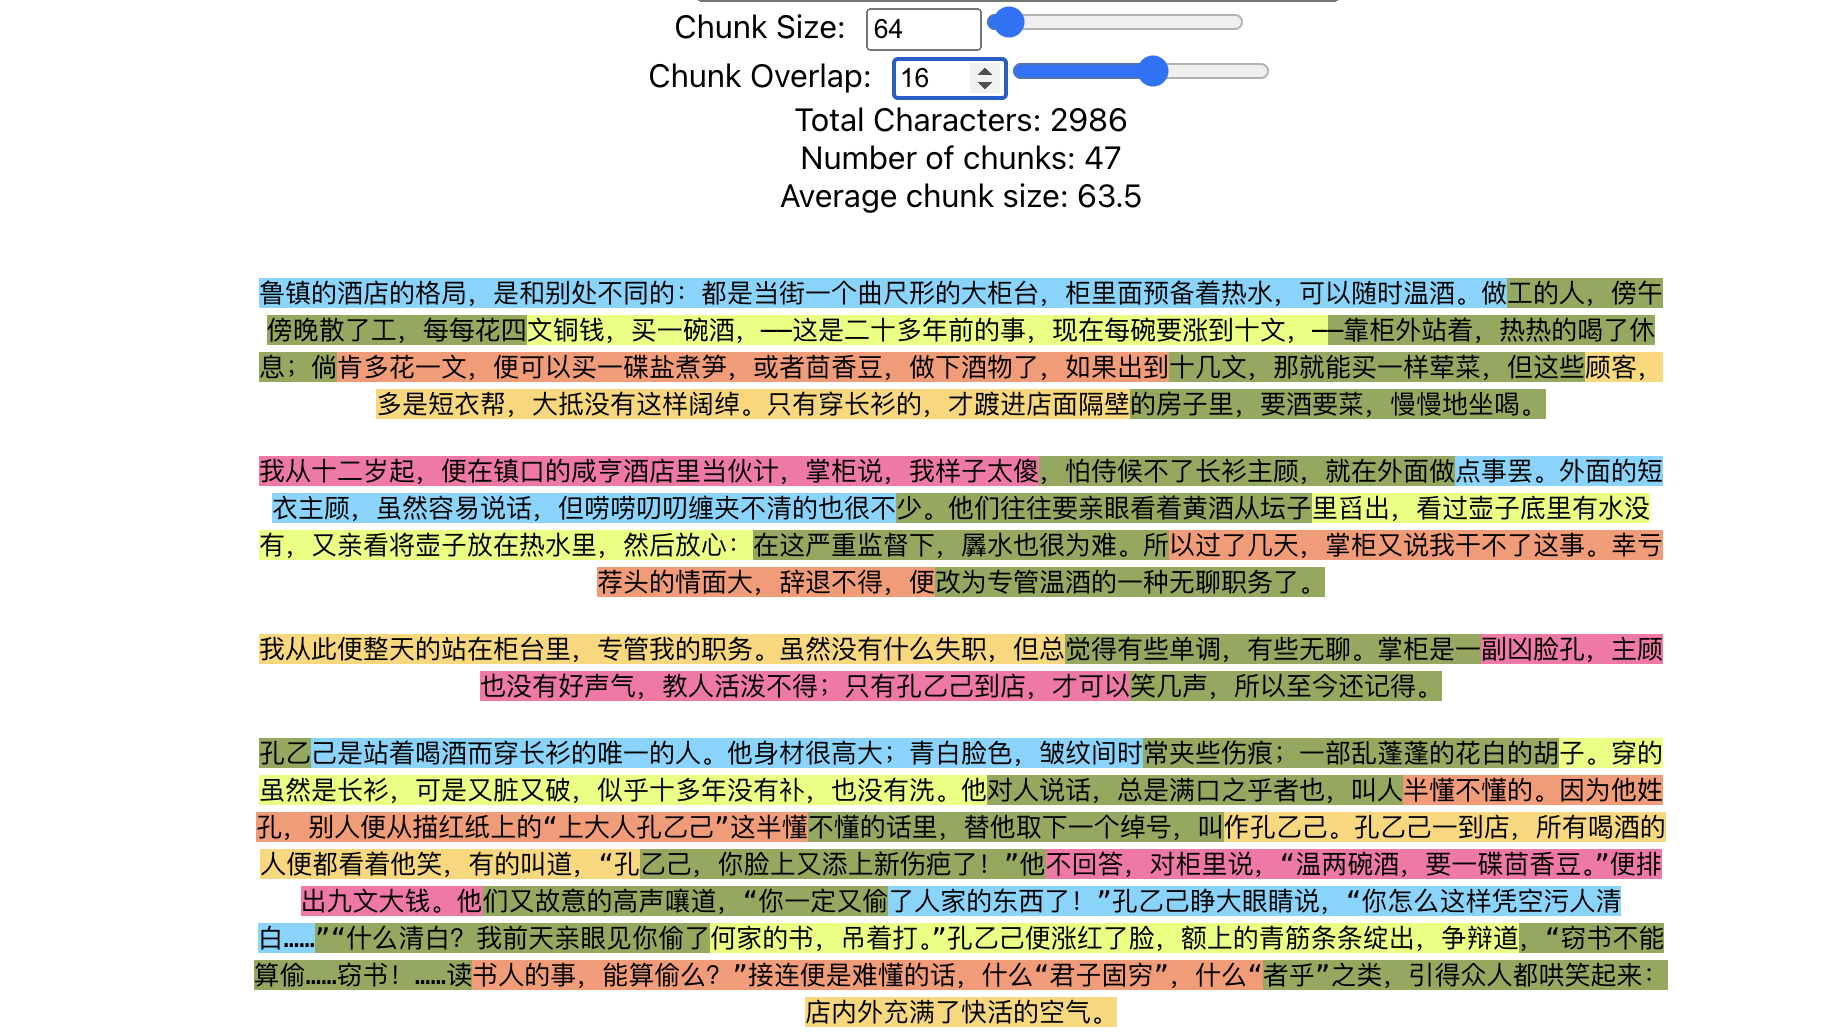 Chunk Size: 64
Chunk Overlap: 16
Total Characters: 2986
Number of chunks: 47
Average chunk size: 63.5
鲁镇的酒店的格局，是和别处不同的：都是当街一个曲尺形的大柜台，柜里面预备着热水，可以随时温酒。做工的人，傍午
傍晚散了工，每每花四文铜钱，买一碗酒，——这是二十多年前的事，现在每碗要涨到十文，——靠柜外站着，热热的喝了休
息；倘肯多花一文，便可以买一碟盐煮笋，或者茴香豆，做下酒物了，如果出到十几文，那就能买一样荤菜，但这些顾客，
多是短衣帮，大抵没有这样阔绰。只有穿长衫的，才踱进店面隔壁的房子里，要酒要菜，慢慢地坐喝。
我从十二岁起，便在镇口的咸亨酒店里当伙计，掌柜说，我样子太傻，怕侍候不了长衫主顾，就在外面做点事罢。外面的短
衣主顾，虽然容易说话，但唠唠叨叨缠夹不清的也很不少。他们往往要亲眼看着黄酒从坛子里舀出，看过壶子底里有水没
有，又亲看将壶子放在热水里，然后放心：在这严重监督下，羼水也很为难。所以过了几天，掌柜又说我干不了这事。幸亏
荐头的情面大，辞退不得，便改为专管温酒的一种无聊职务了。
我从此便整天的站在柜台里，专管我的职务。虽然没有什么失职，但总觉得有些单调，有些无聊。掌柜是一副凶脸孔，主顾
也没有好声气，教人活泼不得；只有孔乙己到店，才可以笑几声，所以至今还记得。
孔乙己是站着喝酒而穿长衫的唯一的人。他身材很高大；青白脸色，皱纹间时常夹些伤痕；一部乱蓬蓬的花白的胡子。穿的
虽然是长衫，可是又脏又破，似乎十多年没有补，也没有洗。他对人说话，总是满口之乎者也，叫人半懂不懂的。因为他姓
孔，别人便从描红纸上的“上大人孔乙己”这半懂不懂的话里，替他取下一个绰号，叫作孔乙己。孔乙己一到店，所有喝酒的
人便都看着他笑，有的叫道，“孔乙己，你脸上又添上新伤疤了！”他不回答，对柜里说，“温两碗酒，要一碟茴香豆。”便排
出九文大钱。他们又故意的高声嚷道，“你一定又偷了人家的东西了！”孔乙己睁大眼睛说，“你怎么这样凭空污人清
白……”“什么清白？我前天亲眼见你偷了何家的书，吊着打。”孔乙己便涨红了脸，额上的青筋条条绽出，争辩道，“窃书不能
算偷……窃书！……读书人的事，能算偷么？”接连便是难懂的话，什么“君子固穷”，什么“者乎”之类，引得众人都哄笑起来：
店内外充满了快活的空气。